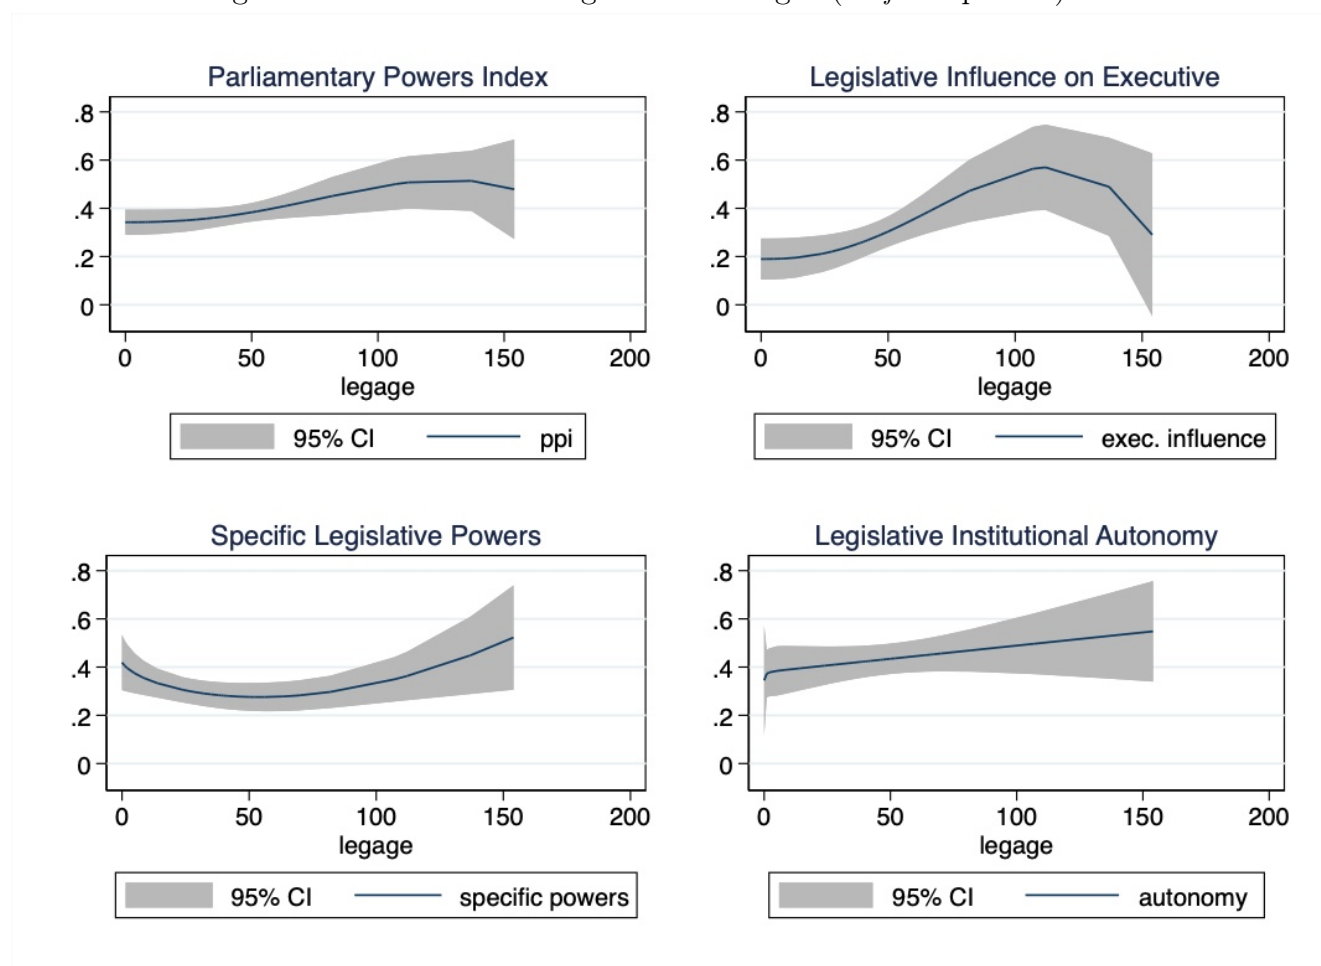 Parliamentary Powers Index
.8
.6
.4
.2
0
0 50 100 150 200
legage
95% CI ppi
Legislative Influence on Executive
.8
.6
.4
.2
0
0 50 100 150 200
legage
95% CI exec. influence
Specific Legislative Powers
.8
.6
.4
.2
0
0 50 100 150 200
legage
95% CI specific powers
Legislative Institutional Autonomy
.8
.6
.4
.2
0
0 50 100 150 200
legage
95% CI autonomy